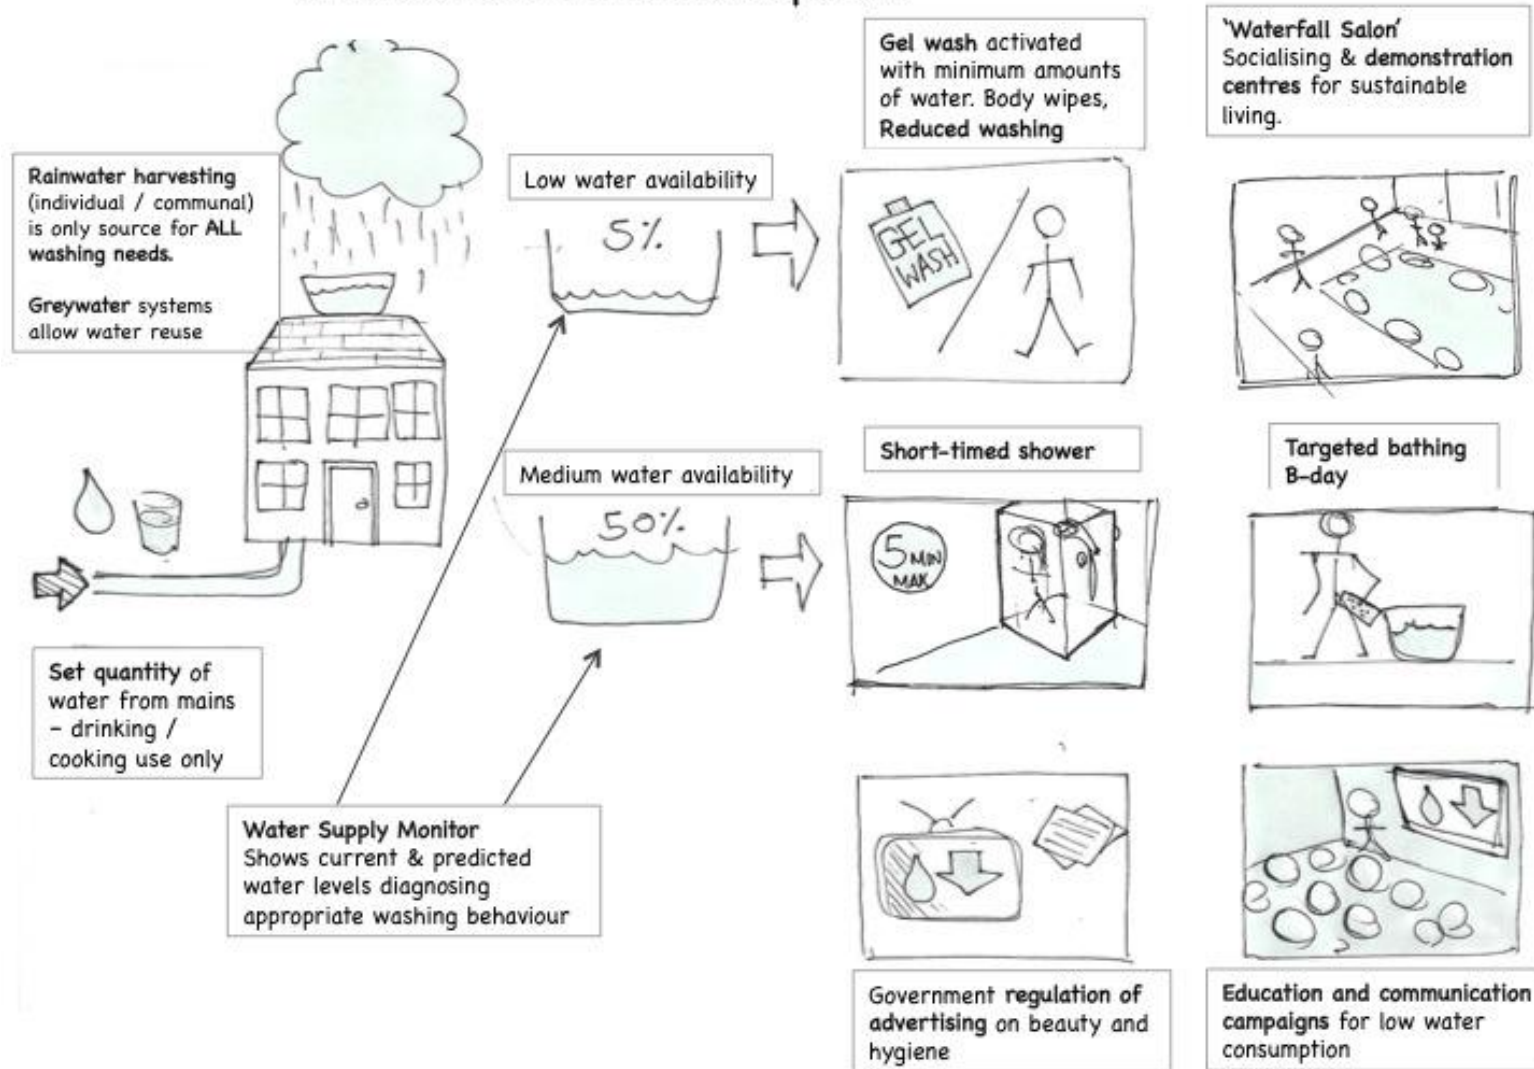 Rainwater harvesting
(individual / communal)
is only source for ALL
washing needs.
Greywater systems
allow water reuse
Set quantity of
water from mains
– drinking /
cooking use only
Water Supply Monitor
Shows current & predicted
water levels diagnosing
appropriate washing behaviour
Low water availability
5%
Medium water availability
50%
Gel wash activated
with minimum amounts
of water. Body wipes,
Reduced washing
GEL
WASH
Short-timed shower
5 MIN
MAX
Government regulation of
advertising on beauty and
hygiene
'Waterfall Salon'
Socialising & demonstration
centres for sustainable
living.
Targeted bathing
B-day
Education and communication
campaigns for low water
consumption